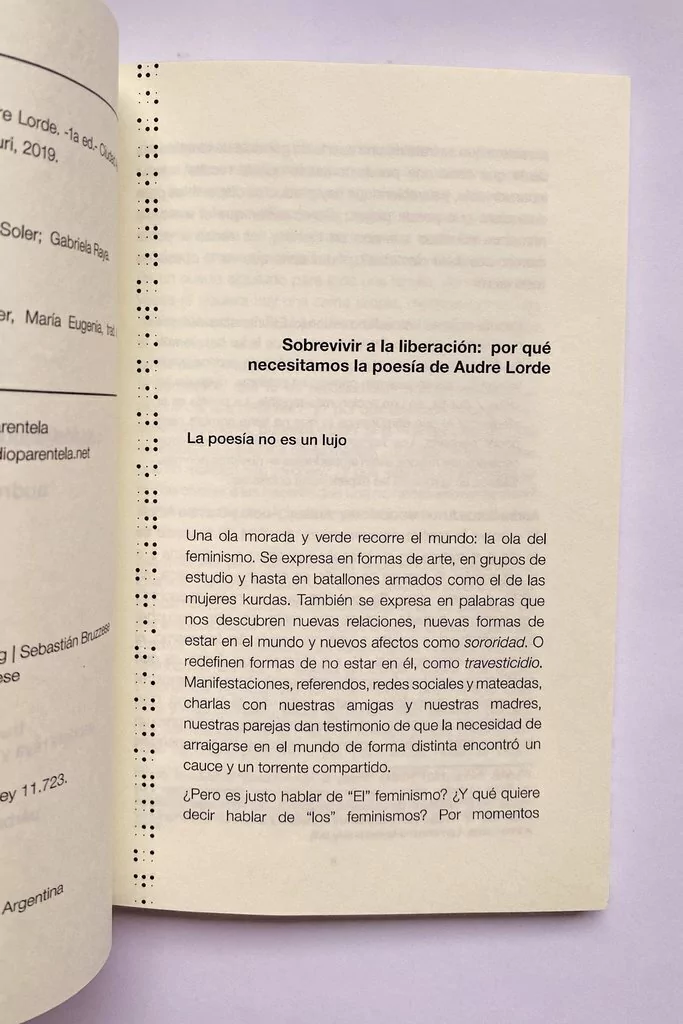 re Lorde. -1a ed.- Ciudad
uri, 2019.
Soler; Gabriela Raya
er, María Eugenia, trad
rentela
dioparentela.net
g | Sebastián Bruzzese
ese
ey 11.723.
Argentina
Sobrevivir a la liberación: por qué
necesitamos la poesía de Audre Lorde
La poesía no es un lujo
Una ola morada y verde recorre el mundo: la ola del
feminismo. Se expresa en formas de arte, en grupos de
estudio y hasta en batallones armados como el de las
mujeres kurdas. También se expresa en palabras que
nos descubren nuevas relaciones, nuevas formas de
estar en el mundo y nuevos afectos como sororidad. O
redefinen formas de no estar en él, como travesticidio.
Manifestaciones, referendos, redes sociales y mateadas,
charlas con nuestras amigas y nuestras madres,
nuestras parejas dan testimonio de que la necesidad de
arraigarse en el mundo de forma distinta encontró un
cauce y un torrente compartido.
¿Pero es justo hablar de “El” feminismo? ¿Y qué quiere
decir hablar de “los” feminismos? Por momentos